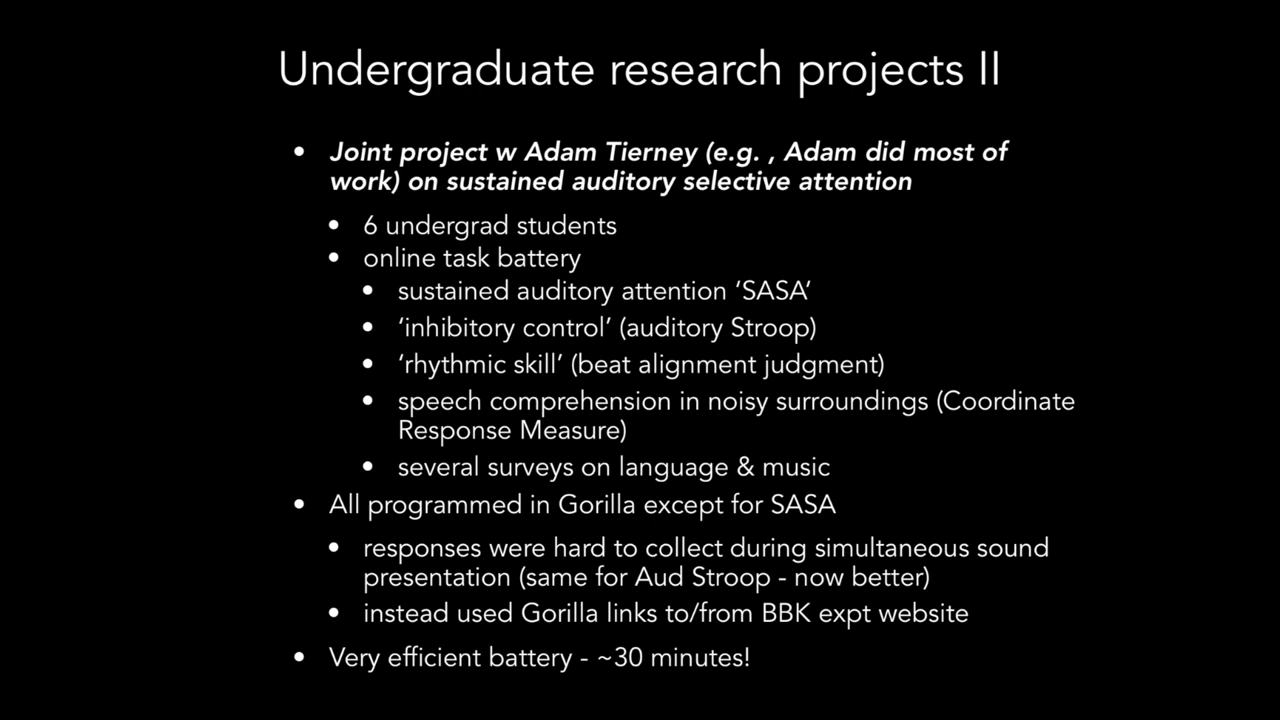 Undergraduate research projects II
• Joint project w Adam Tierney (e.g. , Adam did most of
work) on sustained auditory selective attention
• 6 undergrad students
• online task battery
• sustained auditory attention ‘SASA’
• ‘inhibitory control’ (auditory Stroop)
• ‘rhythmic skill’ (beat alignment judgment)
• speech comprehension in noisy surroundings (Coordinate
Response Measure)
• several surveys on language & music
• All programmed in Gorilla except for SASA
• responses were hard to collect during simultaneous sound
presentation (same for Aud Stroop - now better)
• instead used Gorilla links to/from BBK expt website
• Very efficient battery - ~30 minutes!